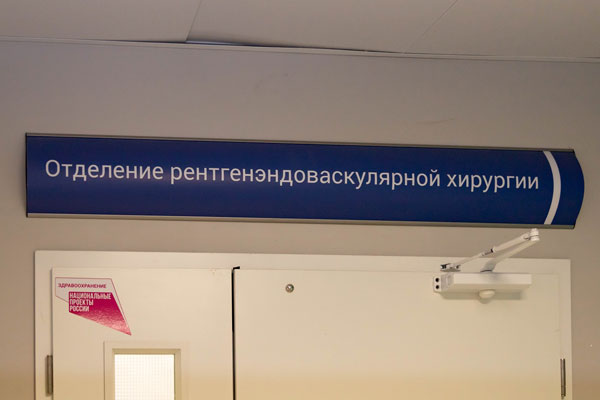 Отделение рентгенэндоваскулярной хирургии
ЗДРАВООХРАНЕНИЕ
НАЦИОНАЛЬНЫЕ
ПРОЕКТЫ
РОССИИ